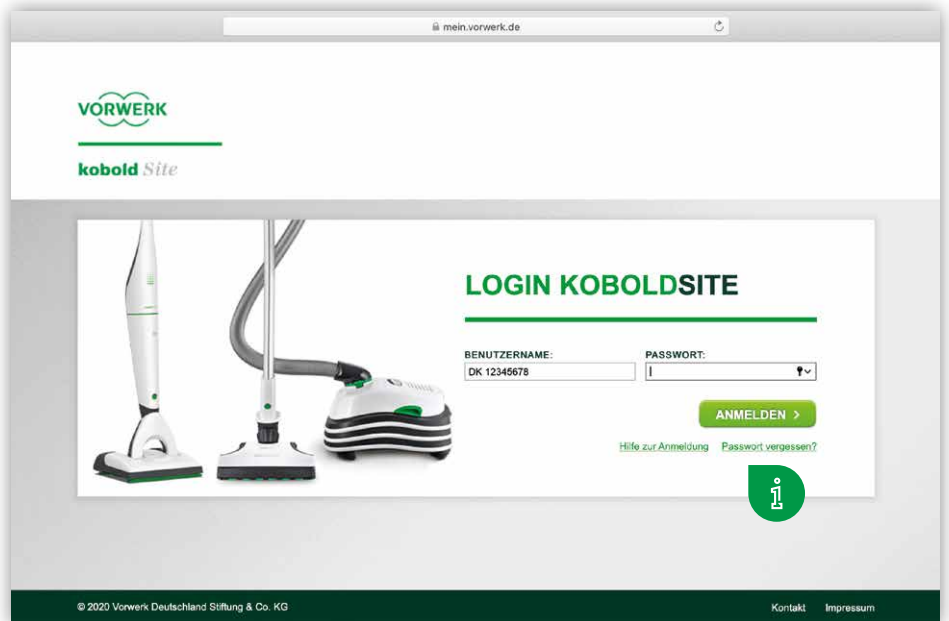 mein.vorwerk.de
VORWERK
kobold Site
LOGIN KOBOLDSITE
BENUTZERNAME: PASSWORT:
DK 12345678
ANMELDEN >
Hilfe zur Anmeldung Passwort vergessen?
i
© 2020 Vorwerk Deutschland Stiftung & Co. KG Kontakt Impressum